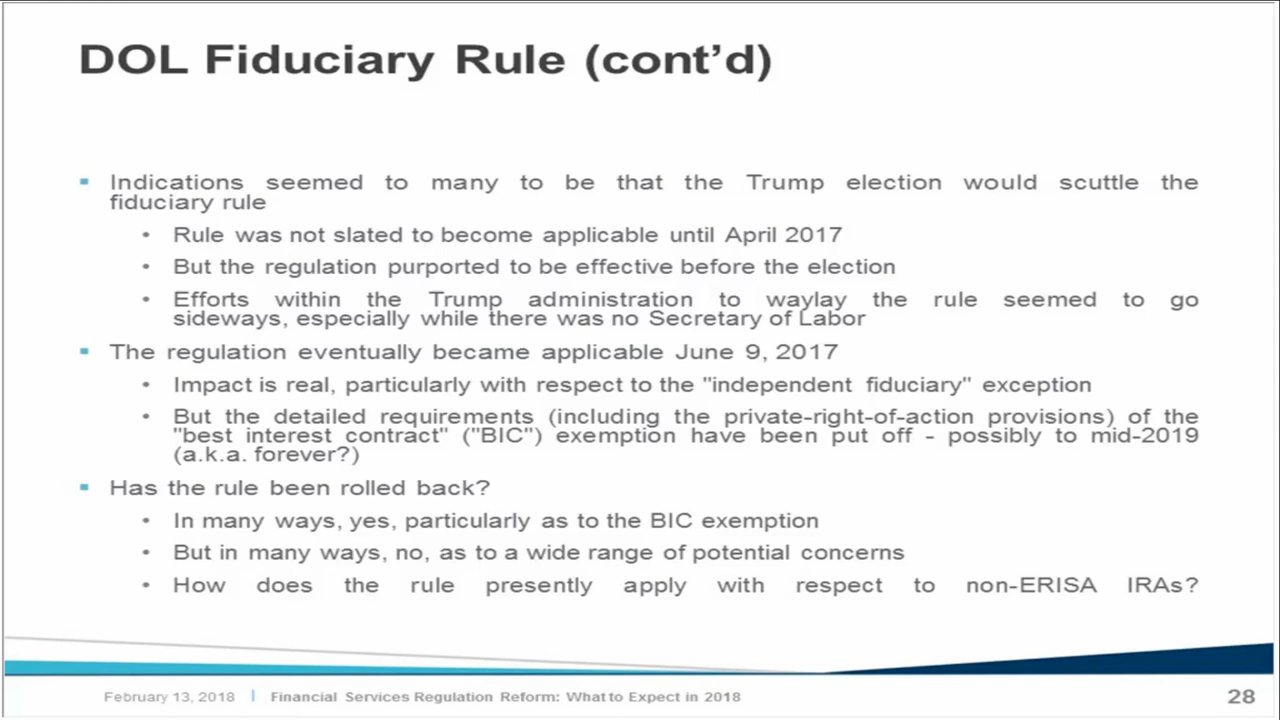 DOL Fiduciary Rule (cont’d)
▪ Indications seemed to many to be that the Trump election would scuttle the
fiduciary rule
• Rule was not slated to become applicable until April 2017
• But the regulation purported to be effective before the election
• Efforts within the Trump administration to waylay the rule seemed to go
sideways, especially while there was no Secretary of Labor
▪ The regulation eventually became applicable June 9, 2017
• Impact is real, particularly with respect to the "independent fiduciary" exception
• But the detailed requirements (including the private-right-of-action provisions) of the
"best interest contract" ("BIC") exemption have been put off - possibly to mid-2019
(a.k.a. forever?)
▪ Has the rule been rolled back?
• In many ways, yes, particularly as to the BIC exemption
• But in many ways, no, as to a wide range of potential concerns
• How does the rule presently apply with respect to non-ERISA IRAs?
February 13, 2018 | Financial Services Regulation Reform: What to Expect in 2018
28